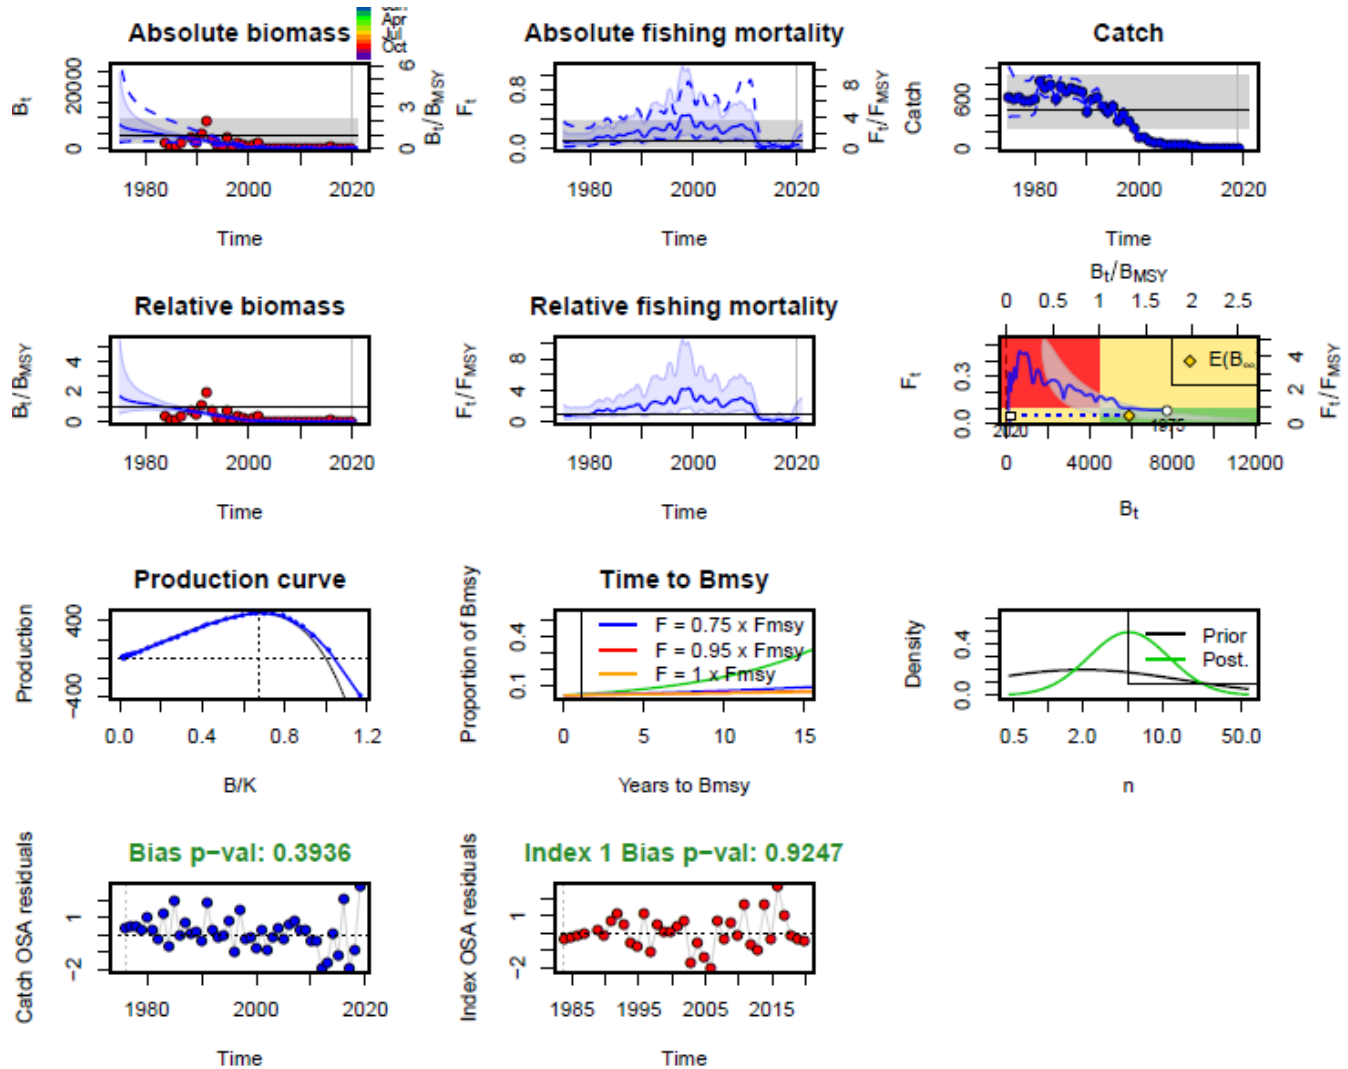 Absolute biomass
Jan
Apr
Jul
Oct
Bt
0
20000
0
3
6
Bt/BMSY
1980
2000
2020
Time
Absolute fishing mortality
Ft
0.0
0.8
0
4
8
Ft/FMSY
1980
2000
2020
Time
Catch
Catch
0
600
1980
2000
2020
Time
Relative biomass
Bt/BMSY
0
2
4
1980
2000
2020
Time
Relative fishing mortality
Ft/FMSY
0
4
8
1980
2000
2020
Time
Bt/BMSY
0 0.5 1 1.5 2 2.5
Ft
0.0
0.3
E(B∞
2020
1975
0
2
4
Ft/FMSY
0
4000
8000
12000
Bt
Production curve
Production
−400
400
0.0 0.4 0.8 1.2
B/K
Time to Bmsy
Proportion of Bmsy
0.1
0.4
F = 0.75 x Fmsy
F = 0.95 x Fmsy
F = 1 x Fmsy
0 5 10 15
Years to Bmsy
Density
0.0
0.4
Prior
Post.
0.5 2.0 10.0 50.0
n
Bias p−val: 0.3936
Catch OSA residuals
−2
1
1980
2000
2020
Time
Index 1 Bias p−val: 0.9247
Index OSA residuals
−2
1
1985 1995 2005 2015
Time